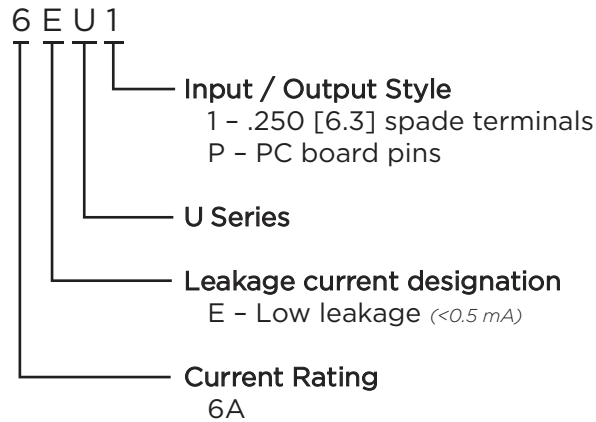 6 E U 1
Input / Output Style
1 – .250 [6.3] spade terminals
P – PC board pins
U Series
Leakage current designation
E – Low leakage (<0.5 mA)
Current Rating
6A